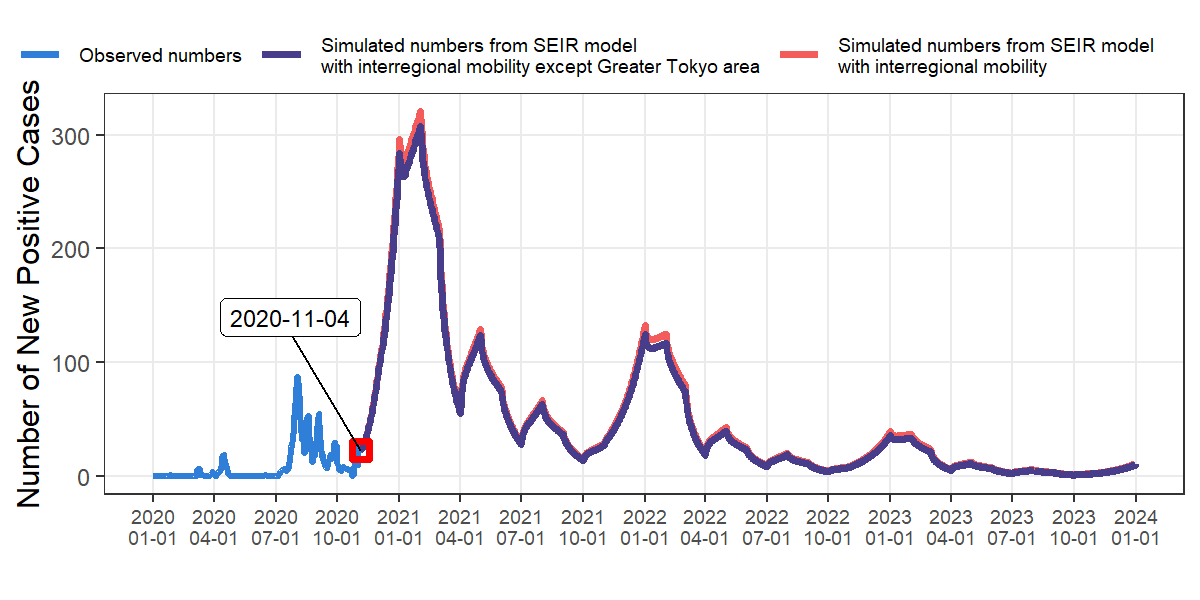 Observed numbers
Simulated numbers from SEIR model
with interregional mobility except Greater Tokyo area
Simulated numbers from SEIR model
with interregional mobility
Number of New Positive Cases
300
200
100
0
2020-11-04
2020 2020 2020 2020 2021 2021 2021 2021 2022 2022 2022 2022 2023 2023 2023 2023 2024
01-01 04-01 07-01 10-01 01-01 04-01 07-01 10-01 01-01 04-01 07-01 10-01 01-01 04-01 07-01 10-01 01-01